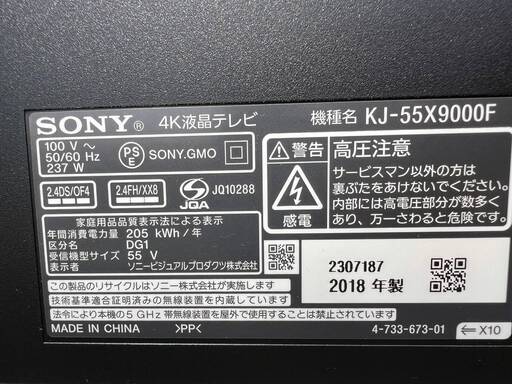 SONY® 4K液晶テレビ 機種名 KJ-55X9000F
100 V～
50/60 Hz
237 W
PS
E
SONY.GMO
2.4DS/OF4
2.4FH/XX8
JQA
JQ10288
家庭用品品質表示法による表示
年間消費電力量 205 kWh/年
区分名 DG1
受信機型サイズ 55 V
表示者 ソニービジュアルプロダクツ株式会社
警告 高圧注意
感電
サービスマン以外の方は
裏ぶたをあけないでください。
内部には高電圧部分が数多く
あり、万一さわると危険です。
2307187
2018 年製
この製品のリサイクルはソニー株式会社が実施します
技術基準適合証明済みの無線装置を内蔵しています
法令により本機の5 GHz 帯無線装置を屋外で使用することは禁止されています
MADE IN CHINA >PP< 4-733-673-01 X10